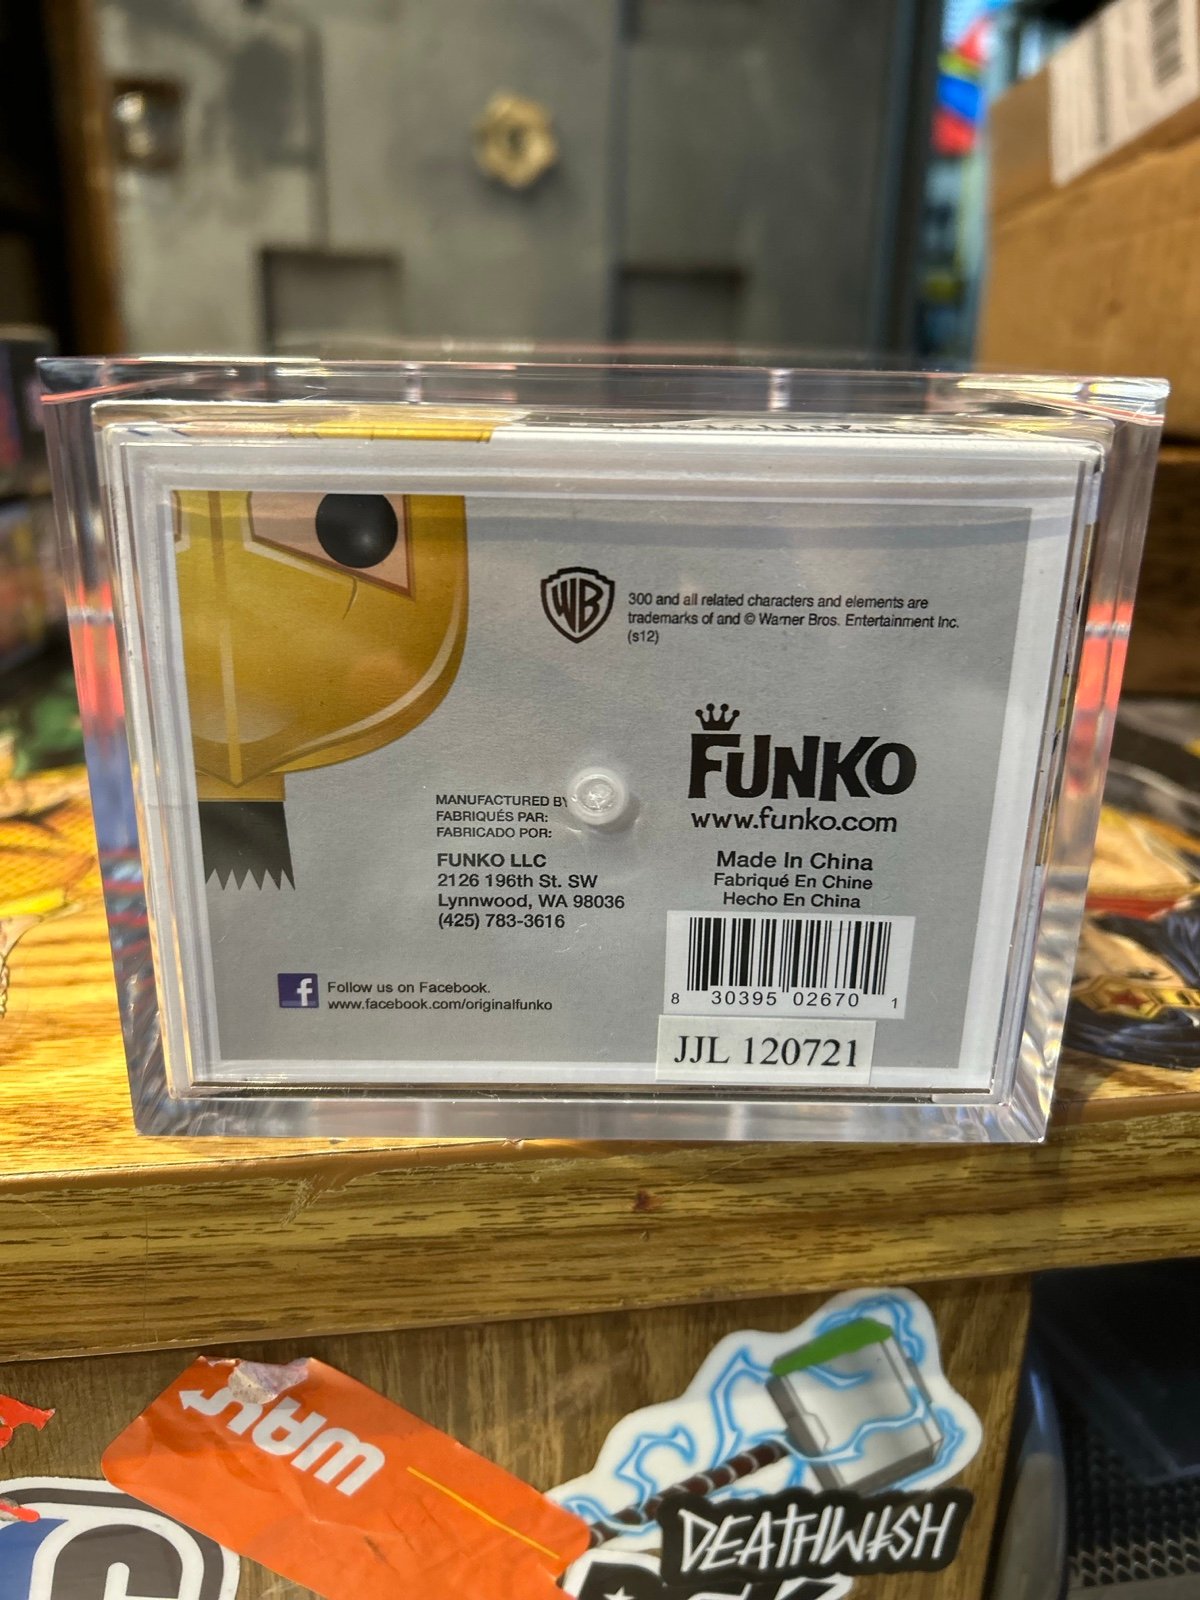 WB
300 and all related characters and elements are
trademarks of and © Warner Bros. Entertainment Inc.
(s12)
FUNKO
www.funko.com
MANUFACTURED BY
FABRIQUÉS PAR:
FABRICADO POR:
FUNKO LLC
2126 196th St. SW
Lynnwood, WA 98036
(425) 783-3616
Made In China
Fabriqué En Chine
Hecho En China
f
Follow us on Facebook.
www.facebook.com/originalfunko
8 30395 02670 1
JJL 120721
DEATHWISH